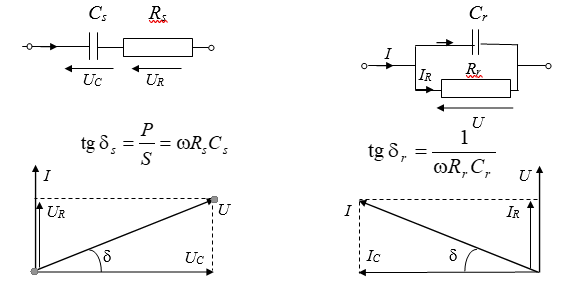 Cs Rs
UC UR
Cr
I
IR Rr
U
tg δs = P/S = ωRsCs
tg δr = 1/ωRrCr
I
UR U
δ UC
U
I IR
IC δ